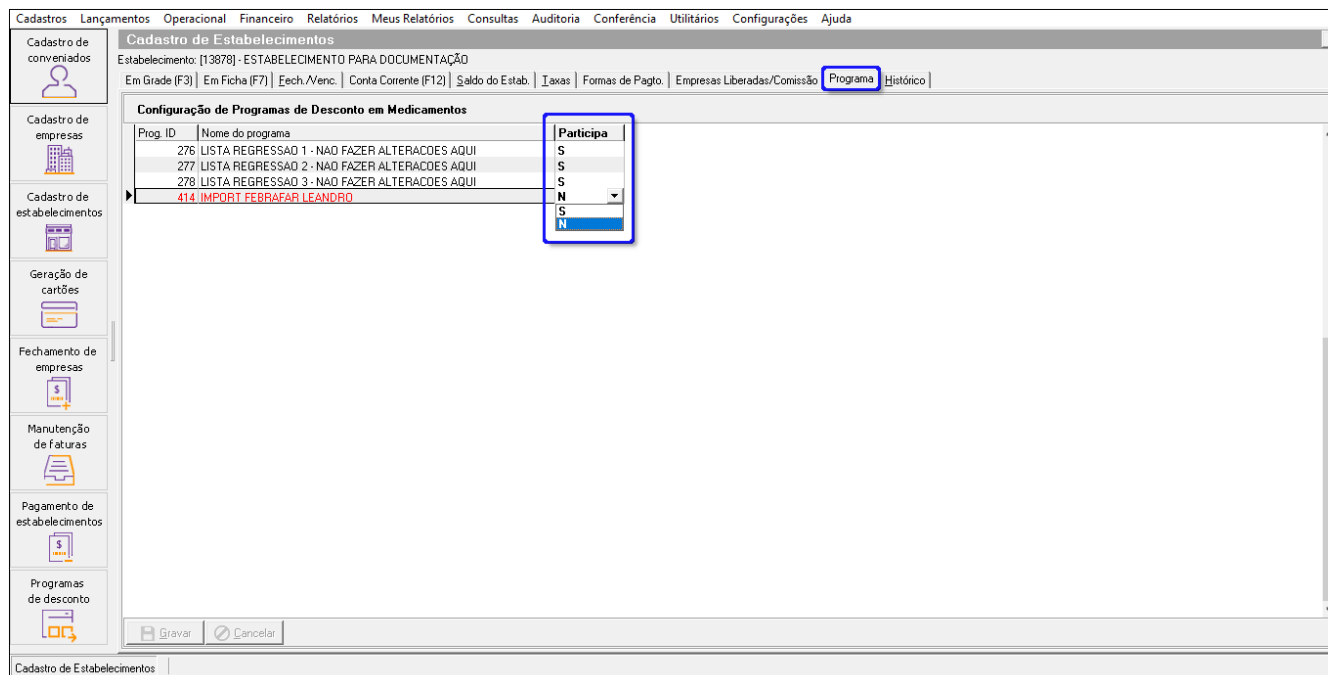 Cadastros Lançamentos Operacional Financeiro Relatórios Meus Relatórios Consultas Auditoria Conferência Utilitários Configurações Ajuda
Cadastro de
conveniados
Cadastro de
empresas
Cadastro de
estabelecimentos
Geração de
cartões
Fechamento de
empresas
Manutenção
de faturas
Pagamento de
estabelecimentos
Programas
de desconto
Cadastro de Estabelecimentos
Estabelecimento: [13878] - ESTABELECIMENTO PARA DOCUMENTAÇÃO
Em Grade (F3) Em Ficha (F7) Fech./Venc. Conta Corrente (F12) Saldo do Estab. Taxas Formas de Pagto. Empresas Liberadas/Comissão Programa Histórico
Configuração de Programas de Desconto em Medicamentos
Prog. ID Nome do programa Participa
276 LISTA REGRESSAO 1 - NAO FAZER ALTERACOES AQUI S
277 LISTA REGRESSAO 2 - NAO FAZER ALTERACOES AQUI S
278 LISTA REGRESSAO 3 - NAO FAZER ALTERACOES AQUI S
414 IMPORT FEBRAFAR LEANDRO N
S
N
Gravar Cancelar
Cadastro de Estabelecimentos